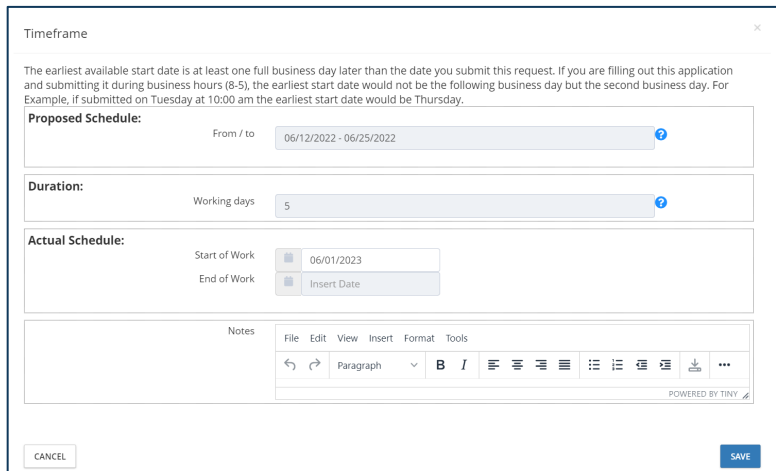 Timeframe
×
The earliest available start date is at least one full business day later than the date you submit this request. If you are filling out this application
and submitting it during business hours (8-5), the earliest start date would not be the following business day but the second business day. For
Example, if submitted on Tuesday at 10:00 am the earliest start date would be Thursday.
Proposed Schedule:
From / to
06/12/2022 - 06/25/2022
?
Duration:
Working days
5
?
Actual Schedule:
Start of Work
06/01/2023
End of Work
Insert Date
Notes
File Edit View Insert Format Tools
Paragraph B I
POWERED BY TINY
CANCEL
SAVE